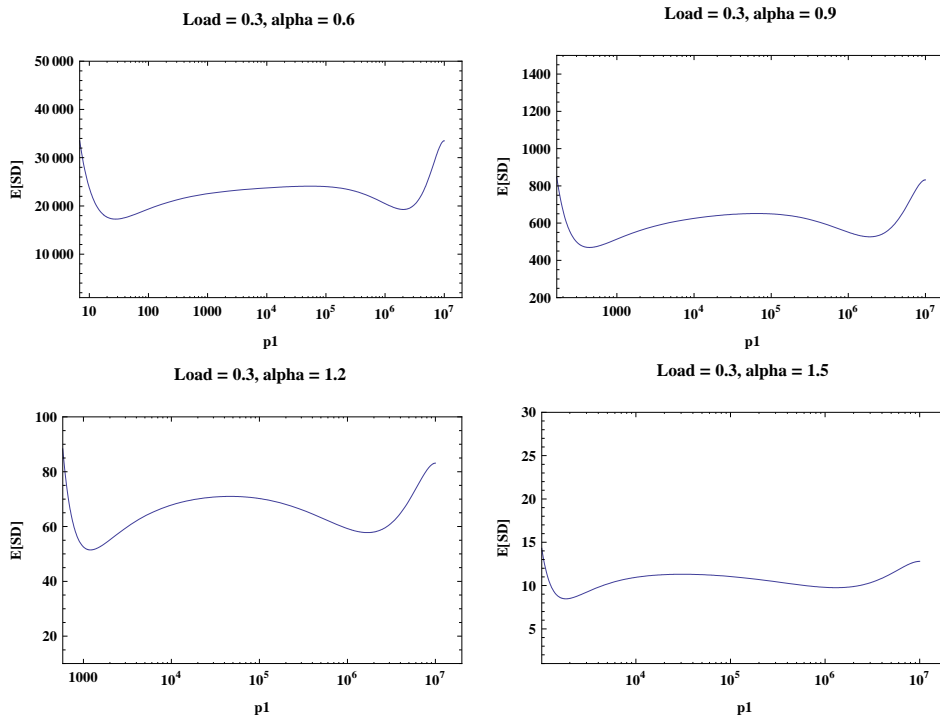 Load = 0.3, alpha = 0.6
50 000
40 000
30 000
20 000
10 000
E[SD]
10 100 1000 10^4 10^5 10^6 10^7
p1
Load = 0.3, alpha = 0.9
1400
1200
1000
800
600
400
200
E[SD]
1000 10^4 10^5 10^6 10^7
p1
Load = 0.3, alpha = 1.2
100
80
60
40
20
E[SD]
1000 10^4 10^5 10^6 10^7
p1
Load = 0.3, alpha = 1.5
30
25
20
15
10
5
E[SD]
10^4 10^5 10^6 10^7
p1